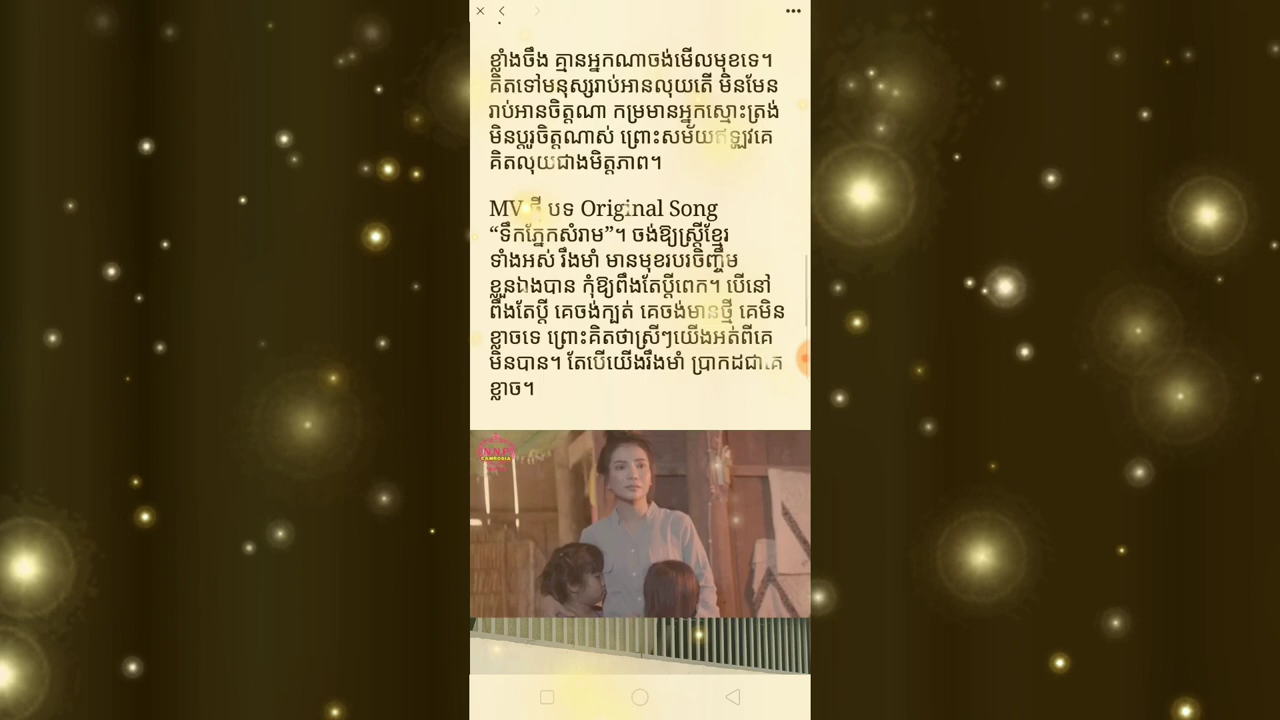 ខ្លាំងចឹង គ្មានអ្នកណាចង់មើលមុខទេ។
គិតទៅមនុស្សរាប់អានលុយតើ មិនមែន
រាប់អានចិត្តណា កម្រមានអ្នកស្មោះត្រង់
មិនប្តូរចិត្តណាស់ ព្រោះសម័យឥឡូវគេ
គិតលុយជាងមិត្តភាព។
MV ថ្មី បទ Original Song
“ទឹកភ្នែកសំរាម”។ ចង់ឱ្យស្ត្រីខ្មែរ
ទាំងអស់ រឹងមាំ មានមុខរបរចិញ្ចឹម
ខ្លួនឯងបាន កុំឱ្យពឹងតែប្តីពេក។ បើនៅ
ពឹងតែប្តី គេចង់ក្បត់ គេចង់មានថ្មី គេមិន
ខ្លាចទេ ព្រោះគិតថាស្រីៗយើងអត់ពីគេ
មិនបាន។ តែបើយើងរឹងមាំ ប្រាកដជាគេ
ខ្លាច។
CAMBODIA